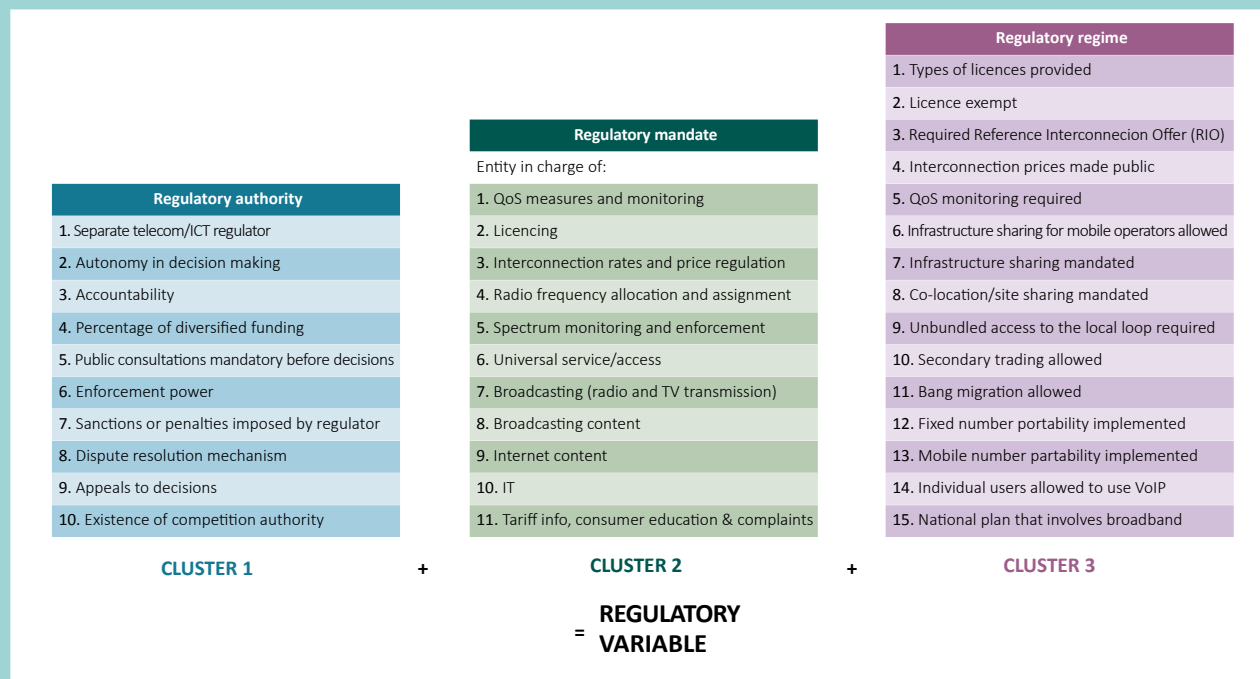 Regulatory authority
1. Separate telecom/ICT regulator
2. Autonomy in decision making
3. Accountability
4. Percentage of diversified funding
5. Public consultations mandatory before decisions
6. Enforcement power
7. Sanctions or penalties imposed by regulator
8. Dispute resolution mechanism
9. Appeals to decisions
10. Existence of competition authority
CLUSTER 1
+
Regulatory mandate
Entity in charge of:
1. QoS measures and monitoring
2. Licencing
3. Interconnection rates and price regulation
4. Radio frequency allocation and assignment
5. Spectrum monitoring and enforcement
6. Universal service/access
7. Broadcasting (radio and TV transmission)
8. Broadcasting content
9. Internet content
10. IT
11. Tariff info, consumer education & complaints
CLUSTER 2
+
Regulatory regime
1. Types of licences provided
2. Licence exempt
3. Required Reference Interconnecion Offer (RIO)
4. Interconnection prices made public
5. QoS monitoring required
6. Infrastructure sharing for mobile operators allowed
7. Infrastructure sharing mandated
8. Co-location/site sharing mandated
9. Unbundled access to the local loop required
10. Secondary trading allowed
11. Bang migration allowed
12. Fixed number portability implemented
13. Mobile number partability implemented
14. Individual users allowed to use VoIP
15. National plan that involves broadband
CLUSTER 3
= REGULATORY
VARIABLE